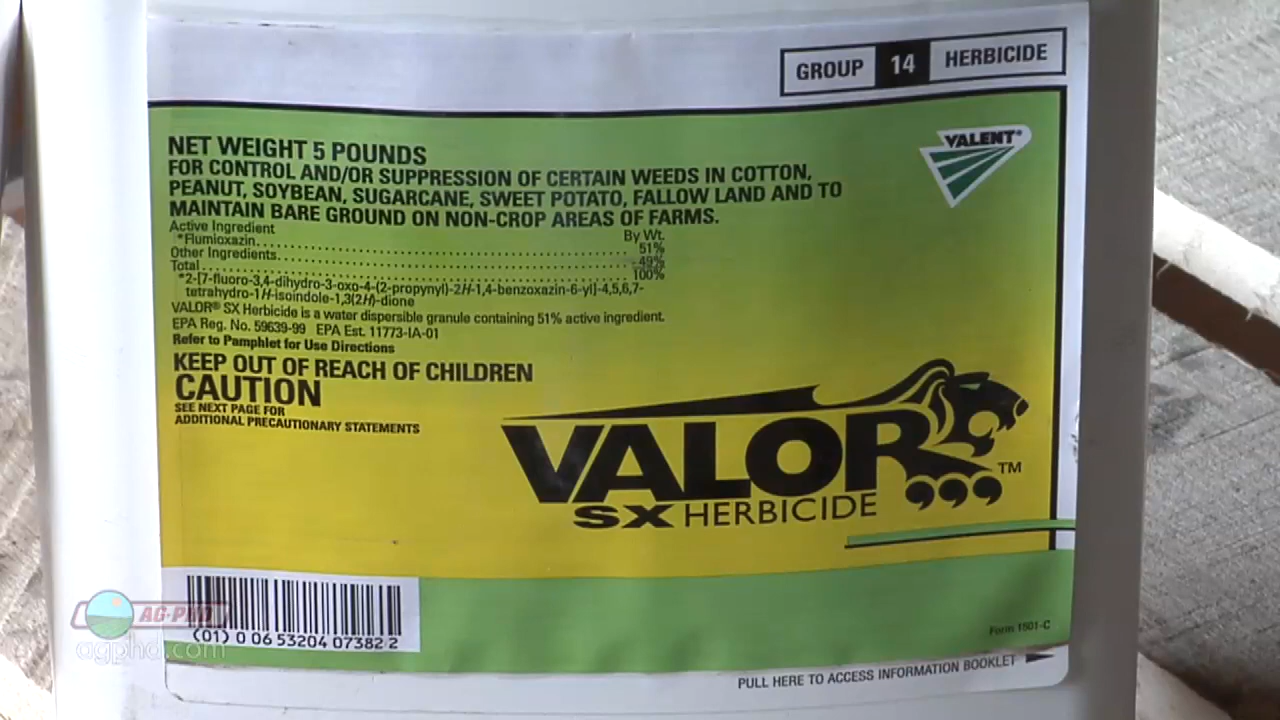 GROUP 14 HERBICIDE
VALENT®
NET WEIGHT 5 POUNDS
FOR CONTROL AND/OR SUPPRESSION OF CERTAIN WEEDS IN COTTON,
PEANUT, SOYBEAN, SUGARCANE, SWEET POTATO, FALLOW LAND AND TO
MAINTAIN BARE GROUND ON NON-CROP AREAS OF FARMS.
Active Ingredient By Wt.
*Flumioxazin 51%
Other Ingredients 49%
Total 100%
*2-[7-fluoro-3,4-dihydro-3-oxo-4-(2-propynyl)-2H-1,4-benzoxazin-6-yl]-4,5,6,7-
tetrahydro-1H-isoindole-1,3(2H)-dione
VALOR® SX Herbicide is a water dispersible granule containing 51% active ingredient.
EPA Reg. No. 59639-99 EPA Est. 11773-IA-01
Refer to Pamphlet for Use Directions
KEEP OUT OF REACH OF CHILDREN
CAUTION
SEE NEXT PAGE FOR
ADDITIONAL PRECAUTIONARY STATEMENTS
VALOR™
SX HERBICIDE
AG-PHD
(01) 0 06 53204 07382 2
agphd.com
Form 1501-C
PULL HERE TO ACCESS INFORMATION BOOKLET